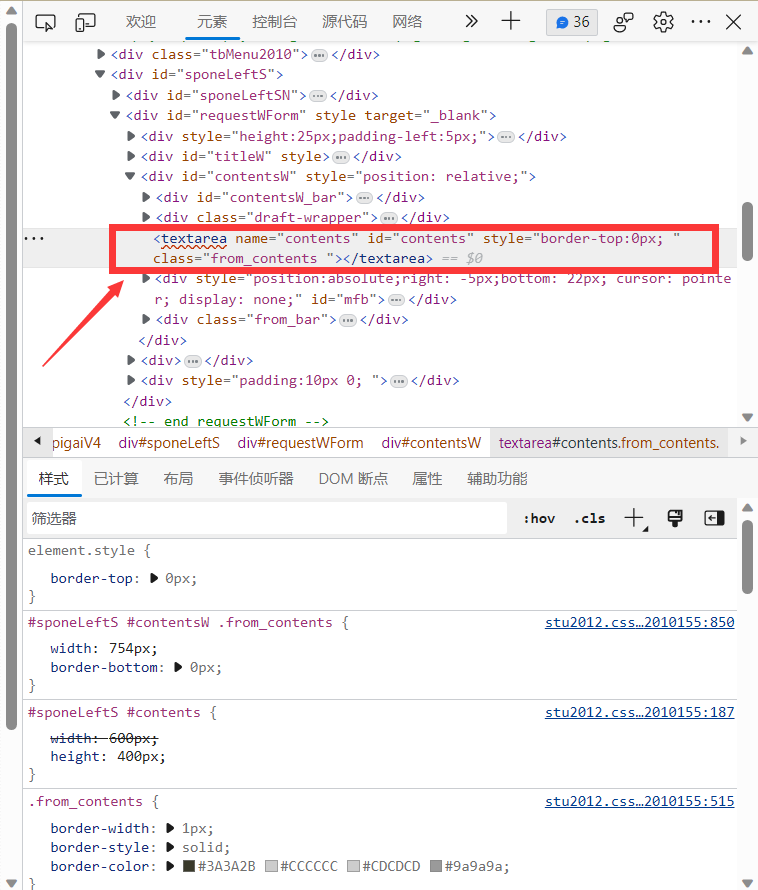 欢迎 元素 控制台 源代码 网络 36
<div class="tbMenu2010">…</div>
<div id="sponeLeftS">
<div id="sponeLeftSN">…</div>
<div id="requestWForm" style target="_blank">
<div style="height:25px;padding-left:5px;">…</div>
<div id="titleW" style>…</div>
<div id="contentsW" style="position: relative;">
<div id="contentsW_bar">…</div>
<div class="draft-wrapper">…</div>
<textarea name="contents" id="contents" style="border-top:0px; "
class="from_contents "></textarea> == $0
<div style="position:absolute;right: -5px;bottom: 22px; cursor: pointe
r; display: none;" id="mfb">…</div>
<div class="from_bar">…</div>
</div>
<div>…</div>
<div style="padding:10px 0; ">…</div>
</div>
<!-- end requestWForm -->
pigaiV4 div#sponeLeftS div#requestWForm div#contentsW textarea#contents.from_contents.
样式 已计算 布局 事件侦听器 DOM 断点 属性 辅助功能
筛选器 :hov .cls
element.style {
border-top: 0px;
}
#sponeLeftS #contentsW .from_contents { stu2012.css…2010155:850
width: 754px;
border-bottom: 0px;
}
#sponeLeftS #contents { stu2012.css…2010155:187
width: 600px;
height: 400px;
}
.from_contents { stu2012.css…2010155:515
border-width: 1px;
border-style: solid;
border-color: #3A3A2B #CCCCCC #CDCDCD #9a9a9a;
}